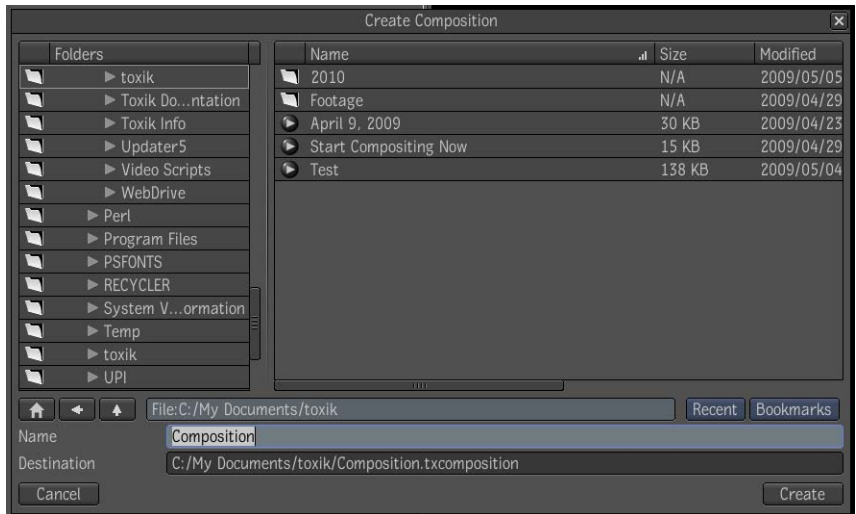 Create Composition
Folders
Name Size Modified
toxik
2010 N/A 2009/05/05
Toxik Do...ntation
Footage N/A 2009/04/29
Toxik Info
April 9, 2009 30 KB 2009/04/23
Updater5
Start Compositing Now 15 KB 2009/04/29
Video Scripts
Test 138 KB 2009/05/04
WebDrive
Perl
Program Files
PSFONTS
RECYCLER
System V...ormation
Temp
toxik
UPI
File:C:/My Documents/toxik
Recent Bookmarks
Name Composition
Destination C:/My Documents/toxik/Composition.txcomposition
Cancel Create